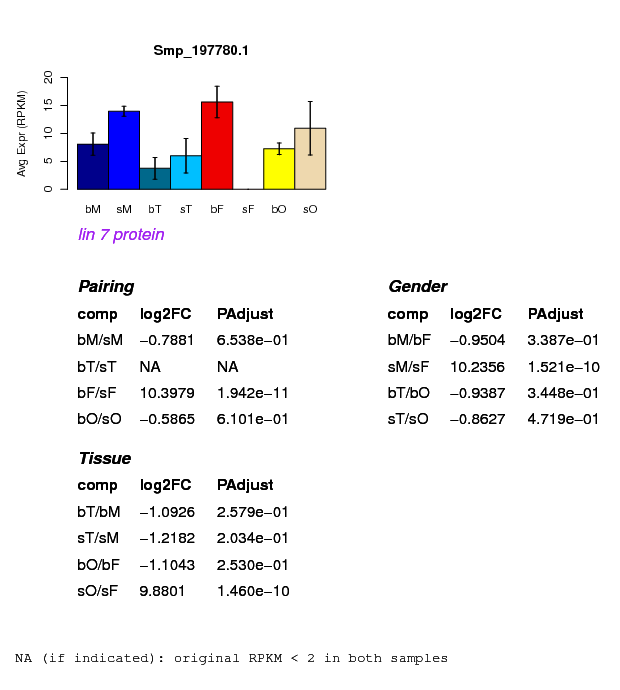 Smp_197780.1
Avg Expr (RPKM)
0 5 10 15 20
bM sM bT sT bF sF bO sO
lin 7 protein
Pairing
comp log2FC PAdjust
bM/sM −0.7881 6.538e−01
bT/sT NA NA
bF/sF 10.3979 1.942e−11
bO/sO −0.5865 6.101e−01
Gender
comp log2FC PAdjust
bM/bF −0.9504 3.387e−01
sM/sF 10.2356 1.521e−10
bT/bO −0.9387 3.448e−01
sT/sO −0.8627 4.719e−01
Tissue
comp log2FC PAdjust
bT/bM −1.0926 2.579e−01
sT/sM −1.2182 2.034e−01
bO/bF −1.1043 2.530e−01
sO/sF 9.8801 1.460e−10
NA (if indicated): original RPKM < 2 in both samples